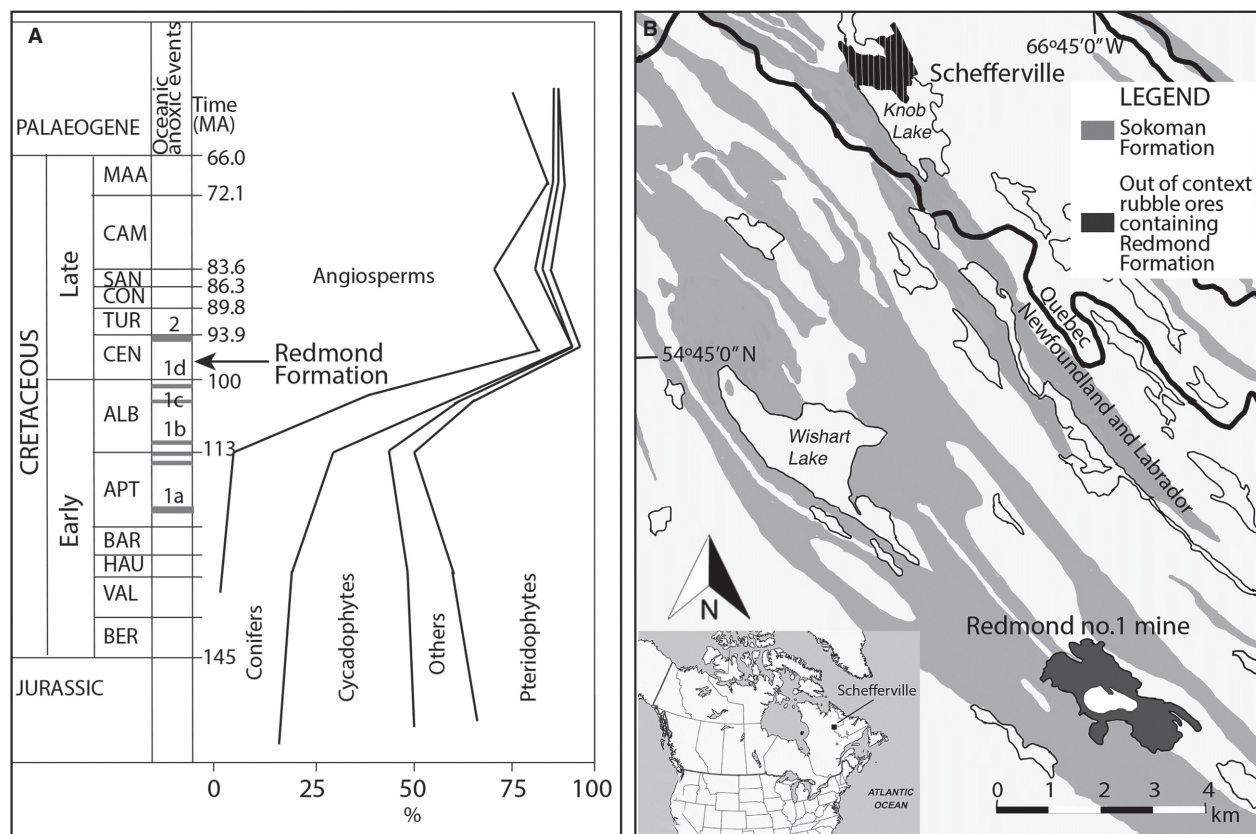 A
Oceanic
anoxic events
Time
(MA)
PALAEOGENE
66.0
MAA
72.1
CAM
83.6
SAN
86.3
CON
89.8
TUR
2
93.9
CEN
1d
Redmond
Formation
100
1c
ALB
1b
113
APT
1a
BAR
HAU
VAL
BER
145
JURASSIC
CRETACEOUS
Late
Early
Angiosperms
Conifers
Cycadophytes
Others
Pteridophytes
0 25 50 75 100
%
B
66º45'0" W
Schefferville
Knob
Lake
LEGEND
Sokoman
Formation
Out of context
rubble ores
containing
Redmond
Formation
Quebec
Newfoundland and Labrador
54º45'0" N
Wishart
Lake
N
Redmond no.1 mine
Schefferville
ATLANTIC
OCEAN
0 1 2 3 4
km